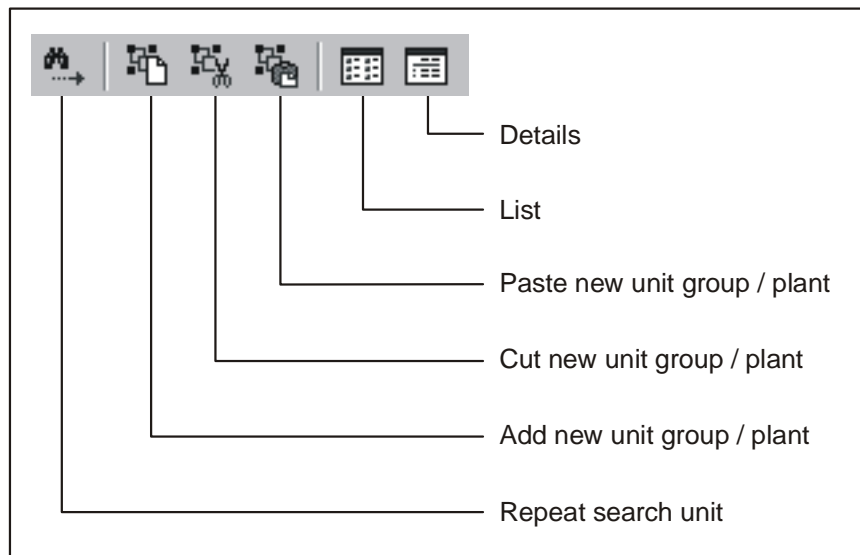 Details
List
Paste new unit group / plant
Cut new unit group / plant
Add new unit group / plant
Repeat search unit